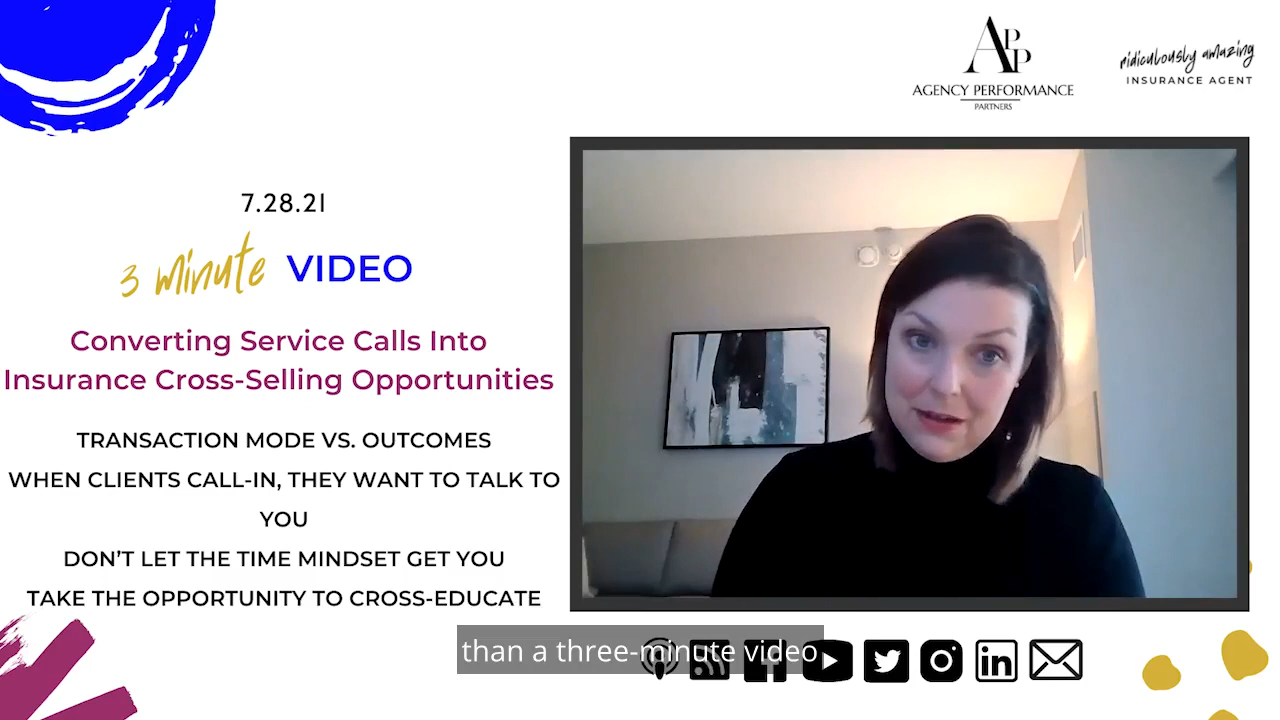 APP
AGENCY PERFORMANCE
PARTNERS
ridiculously amazing
INSURANCE AGENT
7.28.21
3 minute VIDEO
Converting Service Calls Into
Insurance Cross-Selling Opportunities
TRANSACTION MODE VS. OUTCOMES
WHEN CLIENTS CALL-IN, THEY WANT TO TALK TO
YOU
DON'T LET THE TIME MINDSET GET YOU
TAKE THE OPPORTUNITY TO CROSS-EDUCATE
than a three-minute video
in